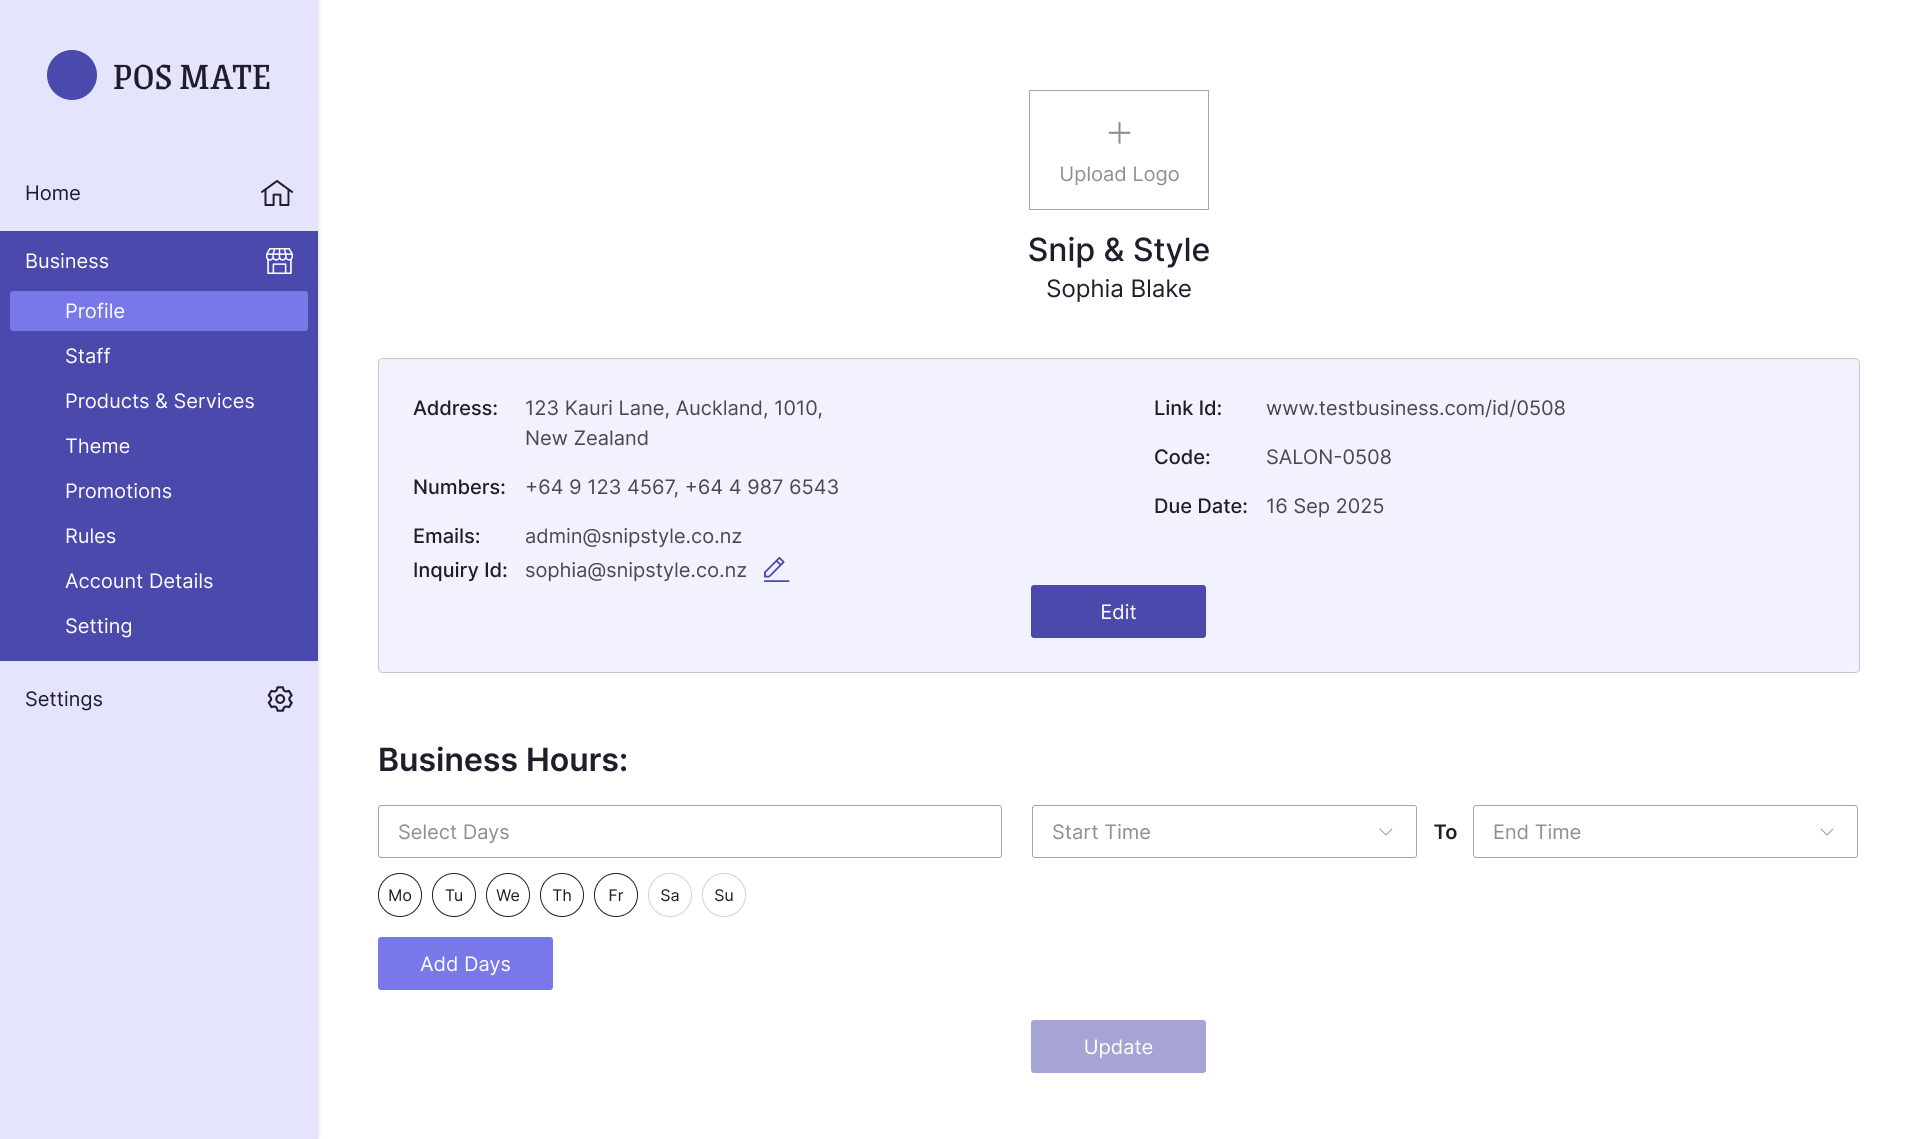 POS MATE
Home
Business
Profile
Staff
Products & Services
Theme
Promotions
Rules
Account Details
Setting
Settings
Upload Logo
Snip & Style
Sophia Blake
Address: 123 Kauri Lane, Auckland, 1010,
New Zealand
Numbers: +64 9 123 4567, +64 4 987 6543
Emails: admin@snipstyle.co.nz
Inquiry Id: sophia@snipstyle.co.nz
Link Id: www.testbusiness.com/id/0508
Code: SALON-0508
Due Date: 16 Sep 2025
Edit
Business Hours:
Select Days
Start Time To End Time
Mo Tu We Th Fr Sa Su
Add Days
Update